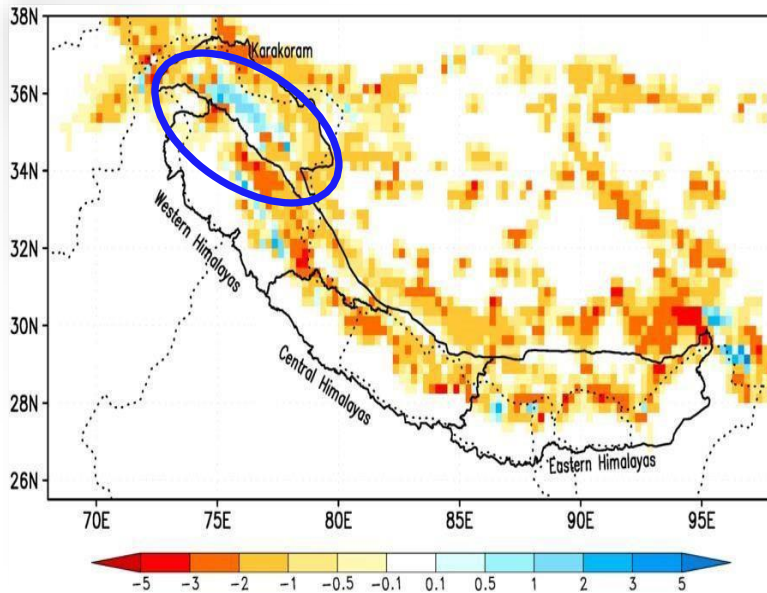 38N
Karakoram
36N
34N
Western Himalayas
32N
30N
Central Himalayas
28N
Eastern Himalayas
26N
70E 75E 80E 85E 90E 95E
-5 -3 -2 -1 -0.5 -0.1 0.1 0.5 1 2 3 5